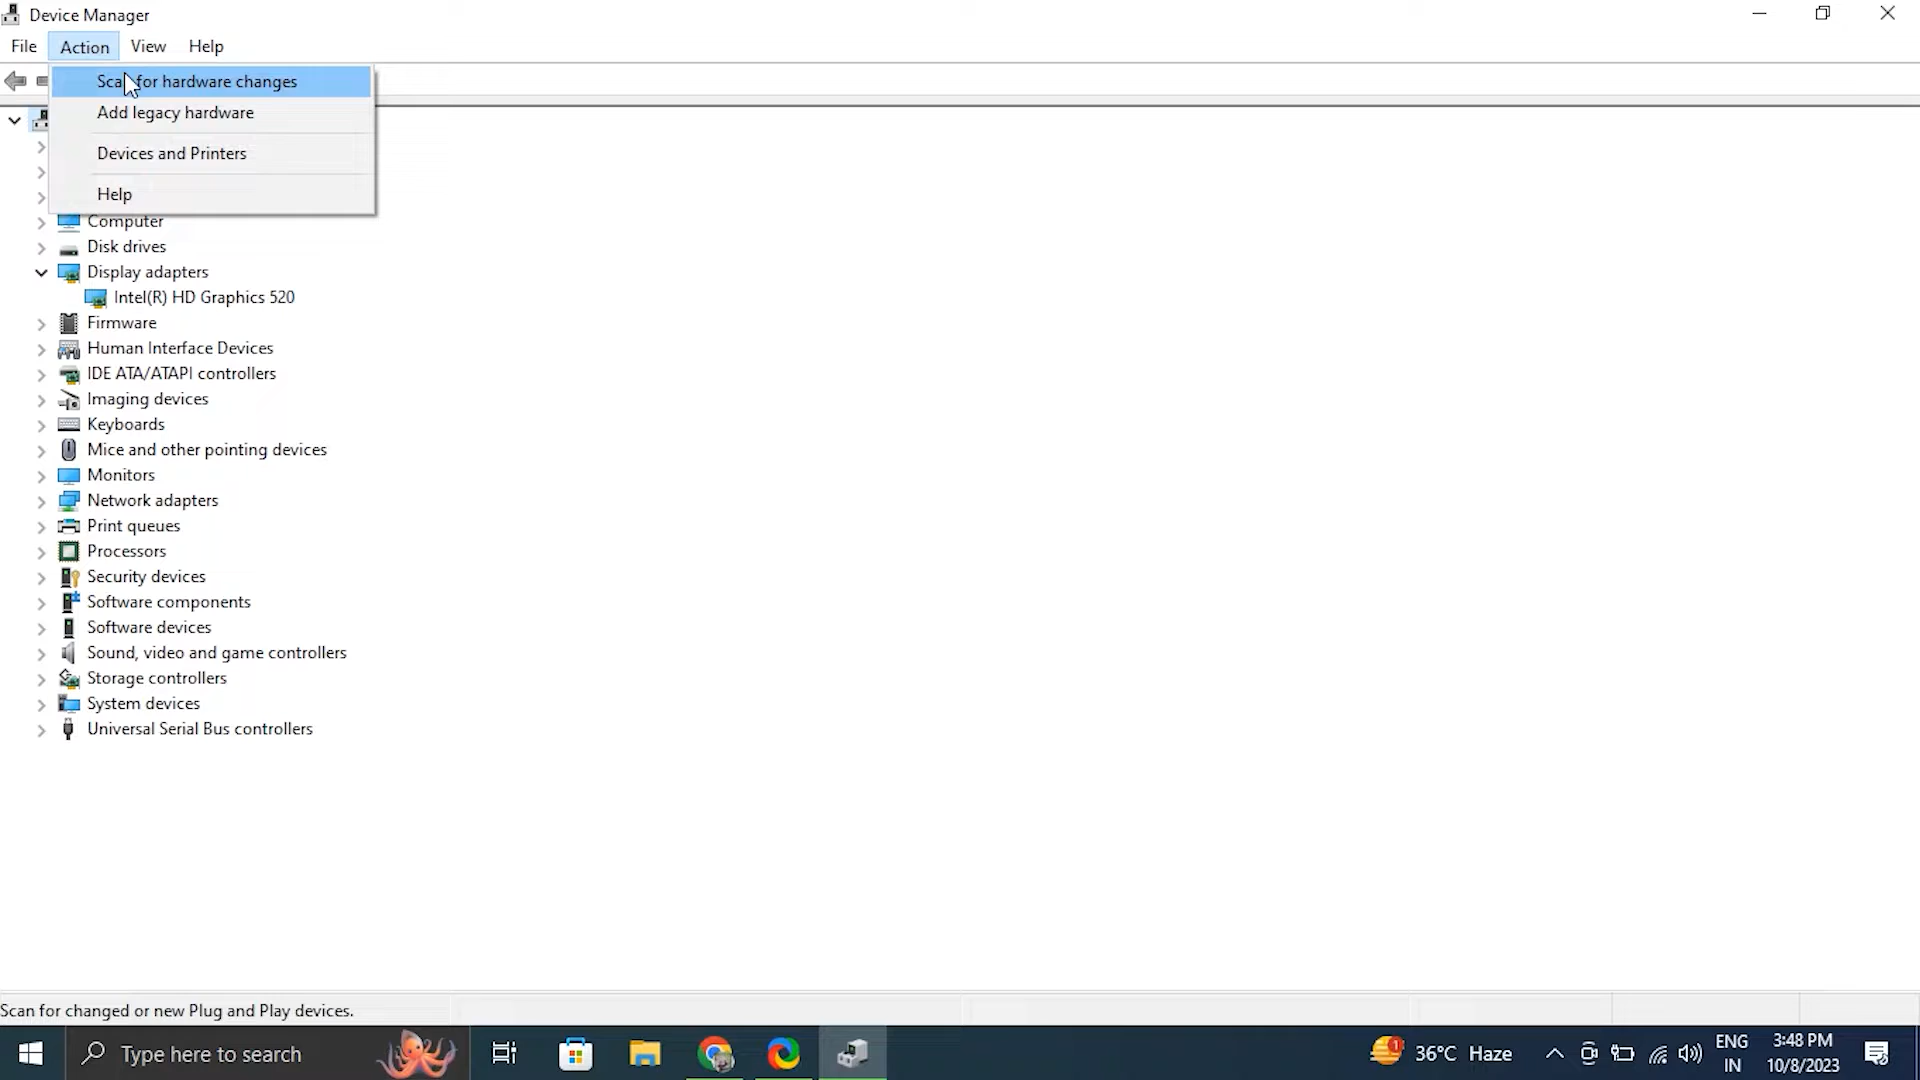 Device Manager
File Action View Help
Scan for hardware changes
Add legacy hardware
Devices and Printers
Help
Computer
Disk drives
Display adapters
Intel(R) HD Graphics 520
Firmware
Human Interface Devices
IDE ATA/ATAPI controllers
Imaging devices
Keyboards
Mice and other pointing devices
Monitors
Network adapters
Print queues
Processors
Security devices
Software components
Software devices
Sound, video and game controllers
Storage controllers
System devices
Universal Serial Bus controllers
Scan for changed or new Plug and Play devices.
Type here to search
1
36°C Haze
ENG
IN
3:48 PM
10/8/2023